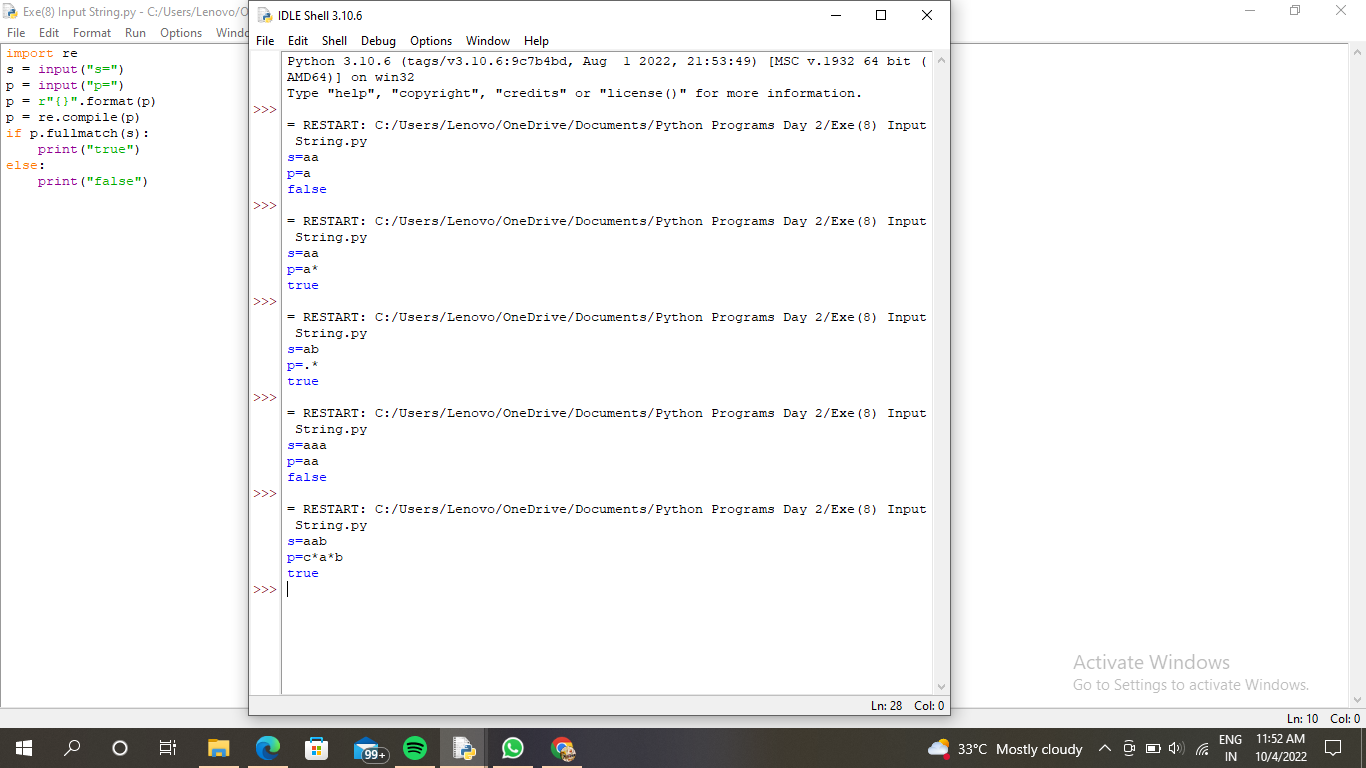 Exe(8) Input String.py - C:/Users/Lenovo/O
File Edit Format Run Options
import re
s = input("s=")
p = input("p=")
p = r"{}".format(p)
p = re.compile(p)
if p.fullmatch(s):
    print("true")
else:
    print("false")
IDLE Shell 3.10.6
File Edit Shell Debug Options Window Help
Python 3.10.6 (tags/v3.10.6:9c7b4bd, Aug  1 2022, 21:53:49) [MSC v.1932 64 bit (
AMD64)] on win32
Type "help", "copyright", "credits" or "license()" for more information.
>>>
= RESTART: C:/Users/Lenovo/OneDrive/Documents/Python Programs Day 2/Exe(8) Input
 String.py
s=aa
p=a
false
>>>
= RESTART: C:/Users/Lenovo/OneDrive/Documents/Python Programs Day 2/Exe(8) Input
 String.py
s=aa
p=a*
true
>>>
= RESTART: C:/Users/Lenovo/OneDrive/Documents/Python Programs Day 2/Exe(8) Input
 String.py
s=ab
p=.*
true
>>>
= RESTART: C:/Users/Lenovo/OneDrive/Documents/Python Programs Day 2/Exe(8) Input
 String.py
s=aaa
p=aa
false
>>>
= RESTART: C:/Users/Lenovo/OneDrive/Documents/Python Programs Day 2/Exe(8) Input
 String.py
s=aab
p=c*a*b
true
>>>
Ln: 28 Col: 0
Activate Windows
Go to Settings to activate Windows.
Ln: 10 Col: 0
99+
33°C Mostly cloudy
ENG
IN
11:52 AM
10/4/2022